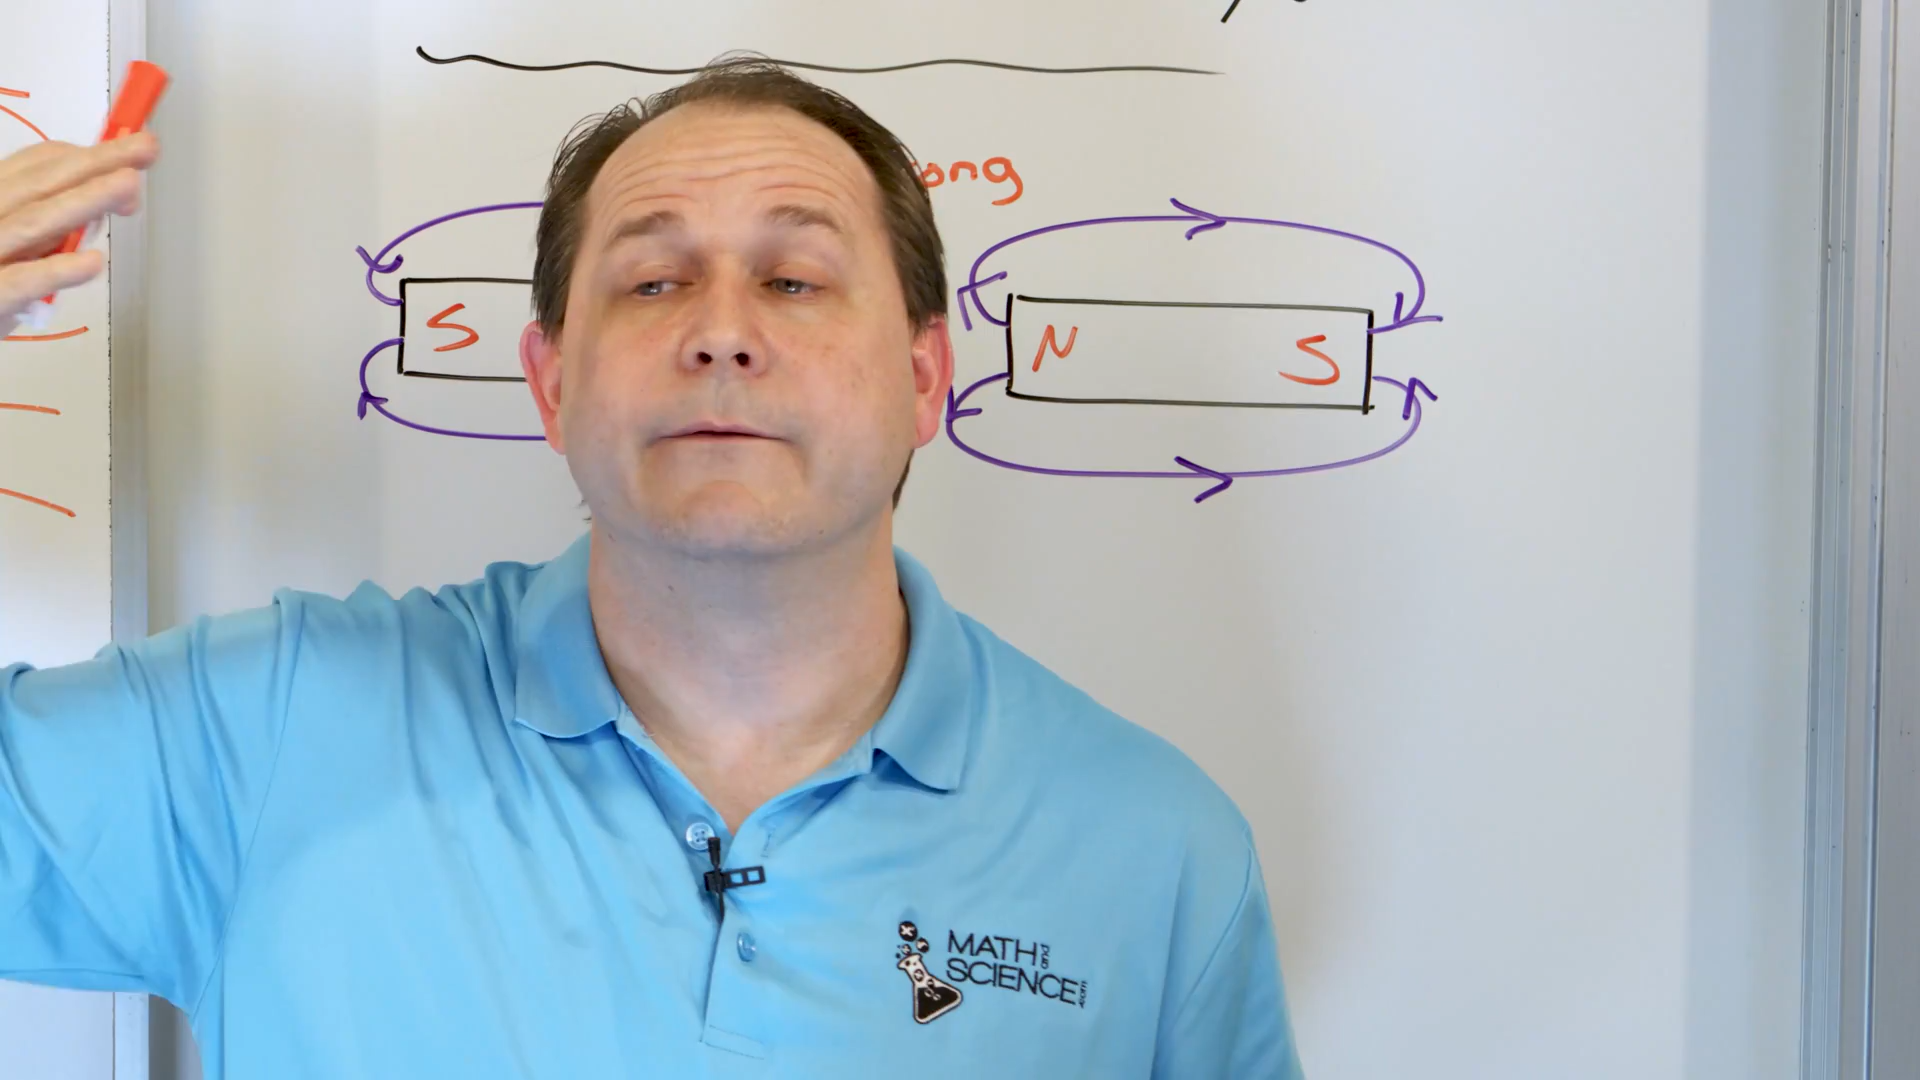 ong
S
N S
MATH and
SCIENCE .com